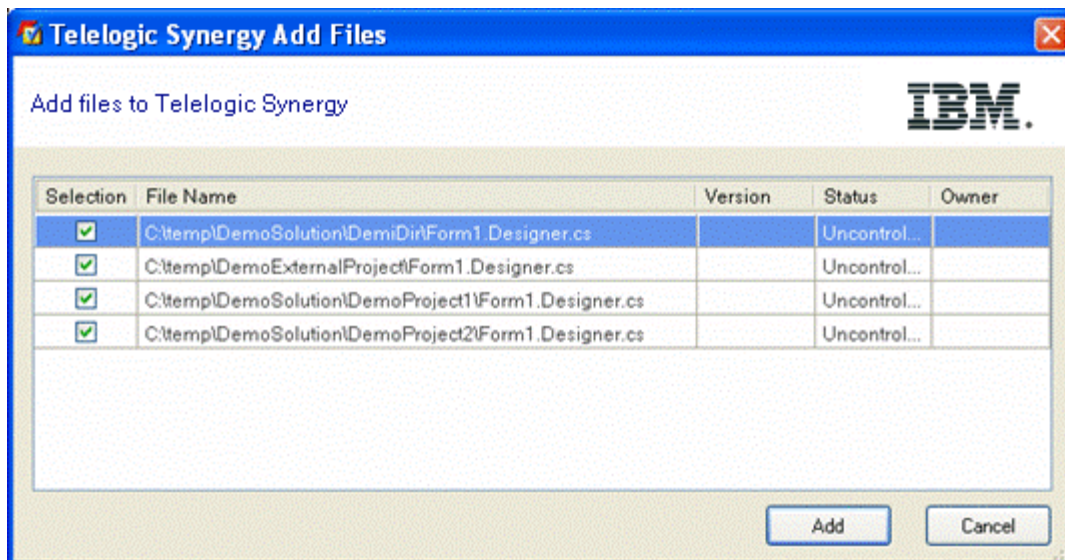 Telelogic Synergy Add Files
Add files to Telelogic Synergy
IBM.
Selection File Name Version Status Owner
C:\temp\DemoSolution\DemiDir\Form1.Designer.cs Uncontrol...
C:\temp\DemoExternalProject\Form1.Designer.cs Uncontrol...
C:\temp\DemoSolution\DemoProject1\Form1.Designer.cs Uncontrol...
C:\temp\DemoSolution\DemoProject2\Form1.Designer.cs Uncontrol...
Add Cancel